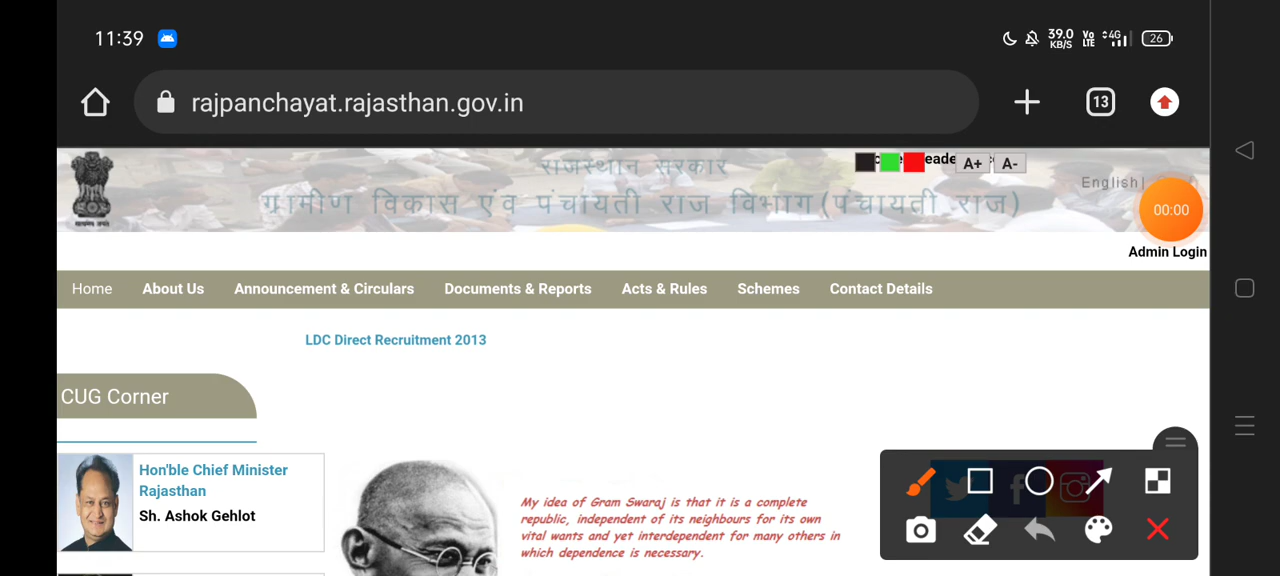 11:39
39.0 KB/S Vo LTE 4G 26
rajpanchayat.rajasthan.gov.in
13
राजस्थान सरकार
A+ A-
English|
ग्रामीण विकास एवं पंचायती राज विभाग(पंचायती राज)
00:00
Admin Login
Home About Us Announcement & Circulars Documents & Reports Acts & Rules Schemes Contact Details
LDC Direct Recruitment 2013
CUG Corner
Hon'ble Chief Minister
Rajasthan
Sh. Ashok Gehlot
My idea of Gram Swaraj is that it is a complete
republic, independent of its neighbours for its own
vital wants and yet interdependent for many others in
which dependence is necessary.